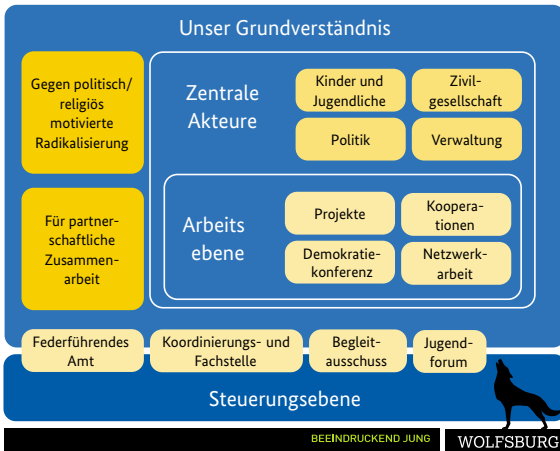 Unser Grundverständnis
Gegen politisch/
religiös
motivierte
Radikalisierung
Für partner-
schaftliche
Zusammen-
arbeit
Zentrale
Akteure
Kinder und
Jugendliche
Zivil-
gesellschaft
Politik
Verwaltung
Arbeits
ebene
Projekte
Koopera-
tionen
Demokratie-
konferenz
Netzwerk-
arbeit
Federführendes
Amt
Koordinierungs- und
Fachstelle
Begleit-
ausschuss
Jugend-
forum
Steuerungsebene
BEEINDRUCKEND JUNG
WOLFSBURG